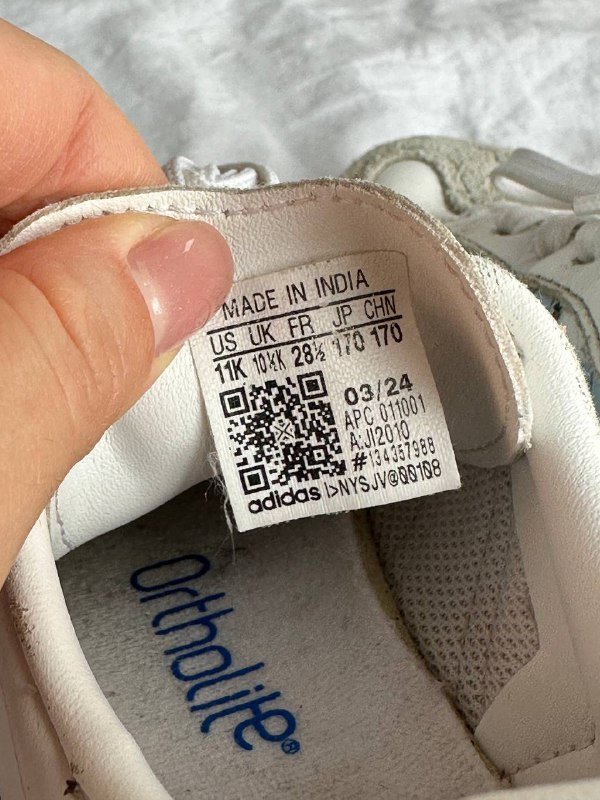 MADE IN INDIA
US UK FR JP CHN
11K 10½K 28½ 170 170
03/24
APC 011001
A:JI2010
#134357988
adidas I>NYSJV@00108
Ortholite®